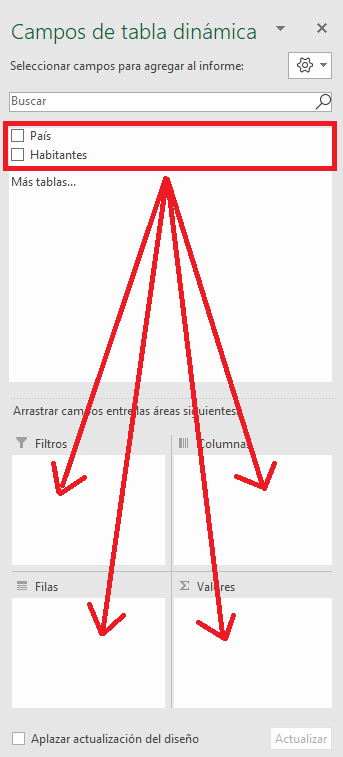 Campos de tabla dinámica
Seleccionar campos para agregar al informe:
Buscar
País
Habitantes
Más tablas...
Arrastrar campos entre las áreas siguientes:
Filtros
Columnas
Filas
Valores
Aplazar actualización del diseño
Actualizar